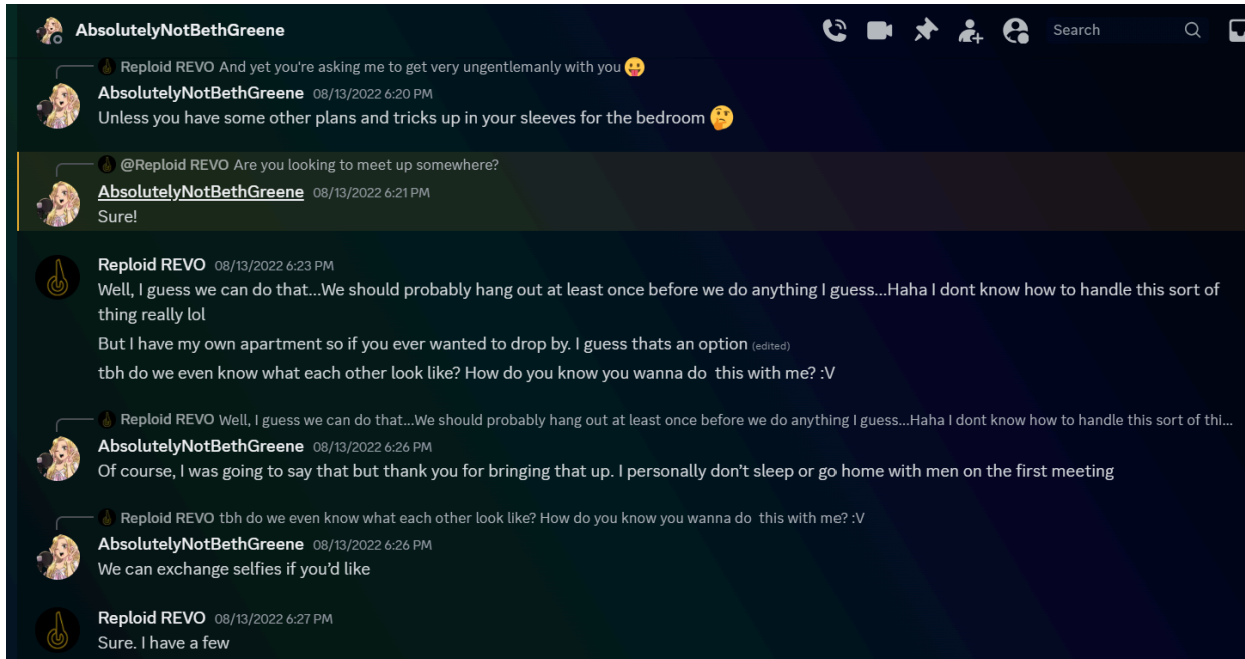 AbsolutelyNotBethGreene
Search
Reploid REVO And yet you're asking me to get very ungentlemanly with you
AbsolutelyNotBethGreene 08/13/2022 6:20 PM
Unless you have some other plans and tricks up in your sleeves for the bedroom
@Reploid REVO Are you looking to meet up somewhere?
AbsolutelyNotBethGreene 08/13/2022 6:21 PM
Sure!
Reploid REVO 08/13/2022 6:23 PM
Well, I guess we can do that...We should probably hang out at least once before we do anything I guess...Haha I dont know how to handle this sort of
thing really lol
But I have my own apartment so if you ever wanted to drop by. I guess thats an option (edited)
tbh do we even know what each other look like? How do you know you wanna do  this with me? :V
Reploid REVO Well, I guess we can do that...We should probably hang out at least once before we do anything I guess...Haha I dont know how to handle this sort of thi...
AbsolutelyNotBethGreene 08/13/2022 6:26 PM
Of course, I was going to say that but thank you for bringing that up. I personally don’t sleep or go home with men on the first meeting
Reploid REVO tbh do we even know what each other look like? How do you know you wanna do  this with me? :V
AbsolutelyNotBethGreene 08/13/2022 6:26 PM
We can exchange selfies if you’d like
Reploid REVO 08/13/2022 6:27 PM
Sure. I have a few